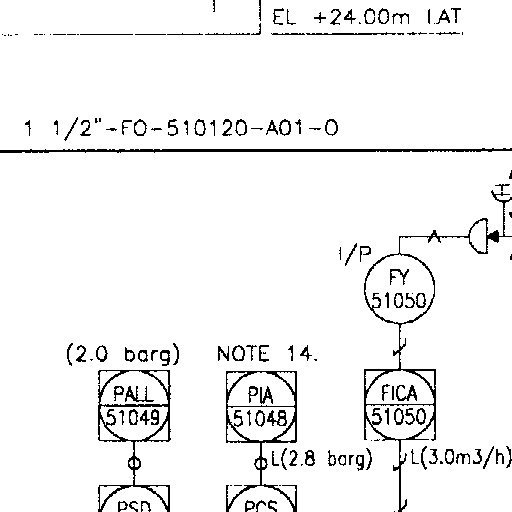 EL +24.00m LAT
1 1/2"-FO-510120-A01-0
I/P
FY
51050
(2.0 barg)
NOTE 14.
PALL
51049
PIA
51048
FICA
51050
L(2.8 barg)
L(3.0m3/h)
PSD
PCS